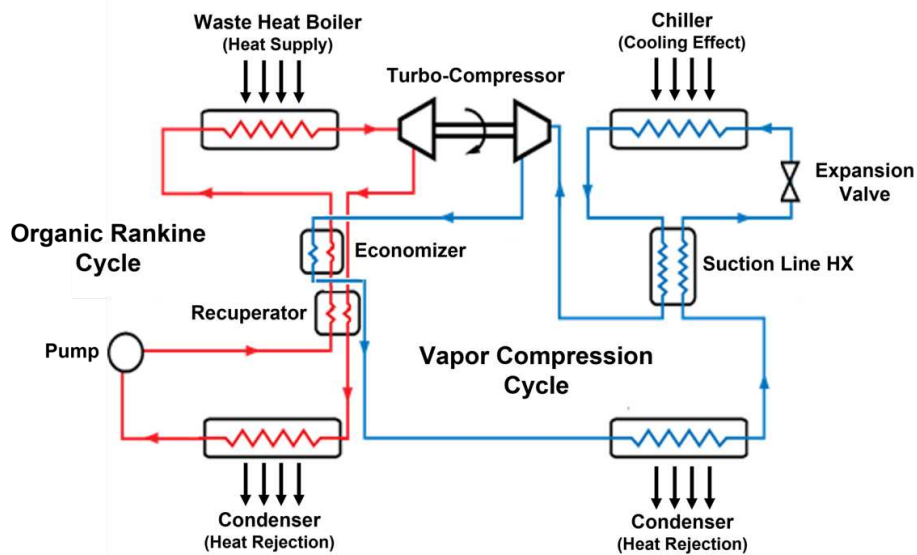 Waste Heat Boiler
(Heat Supply)
Chiller
(Cooling Effect)
Turbo-Compressor
Expansion
Valve
Organic Rankine
Cycle
Economizer
Suction Line HX
Recuperator
Pump
Vapor Compression
Cycle
Condenser
(Heat Rejection)
Condenser
(Heat Rejection)